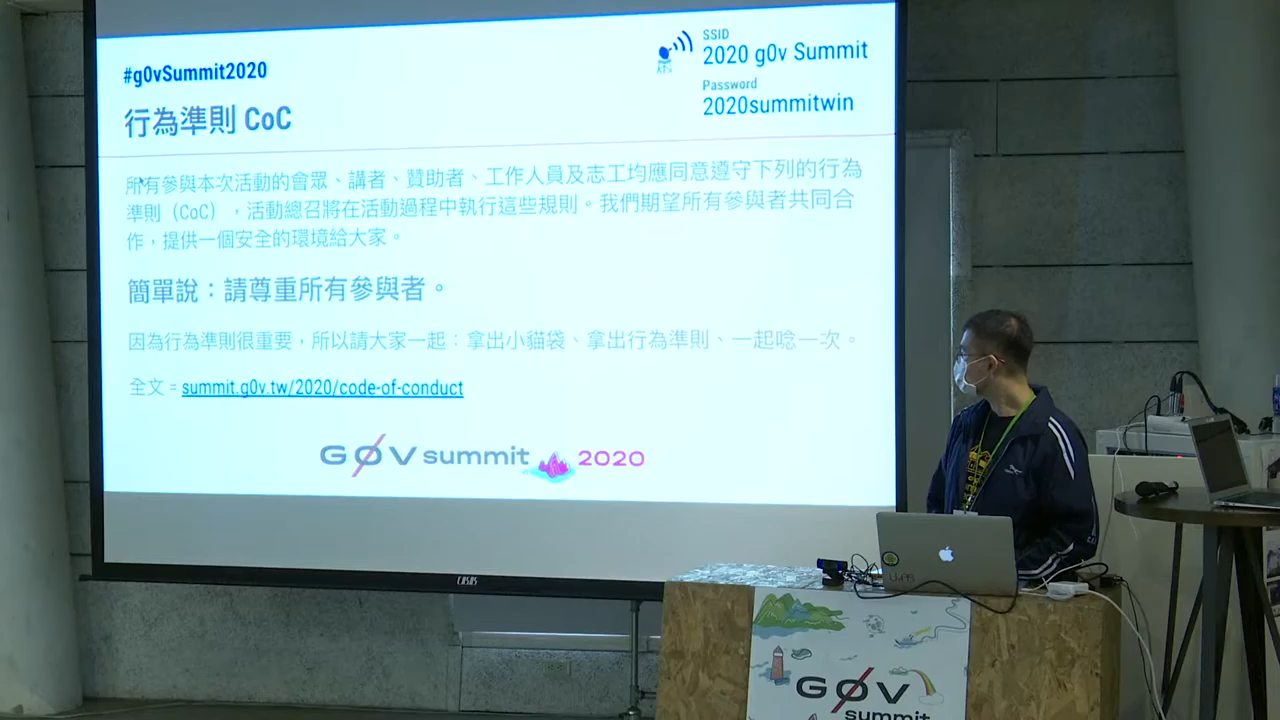 #g0vSummit2020
行為準則 CoC
SSID
2020 g0v Summit
Password
2020summitwin
所有參與本次活動的會眾、講者、贊助者、工作人員及志工均應同意遵守下列的行為
準則（CoC），活動總召將在活動過程中執行這些規則。我們期望所有參與者共同合
作，提供一個安全的環境給大家。
簡單說：請尊重所有參與者。
因為行為準則很重要，所以請大家一起：拿出小貓袋、拿出行為準則、一起唸一次。
全文 = summit.g0v.tw/2020/code-of-conduct
GØV summit 2020
GØV
summit